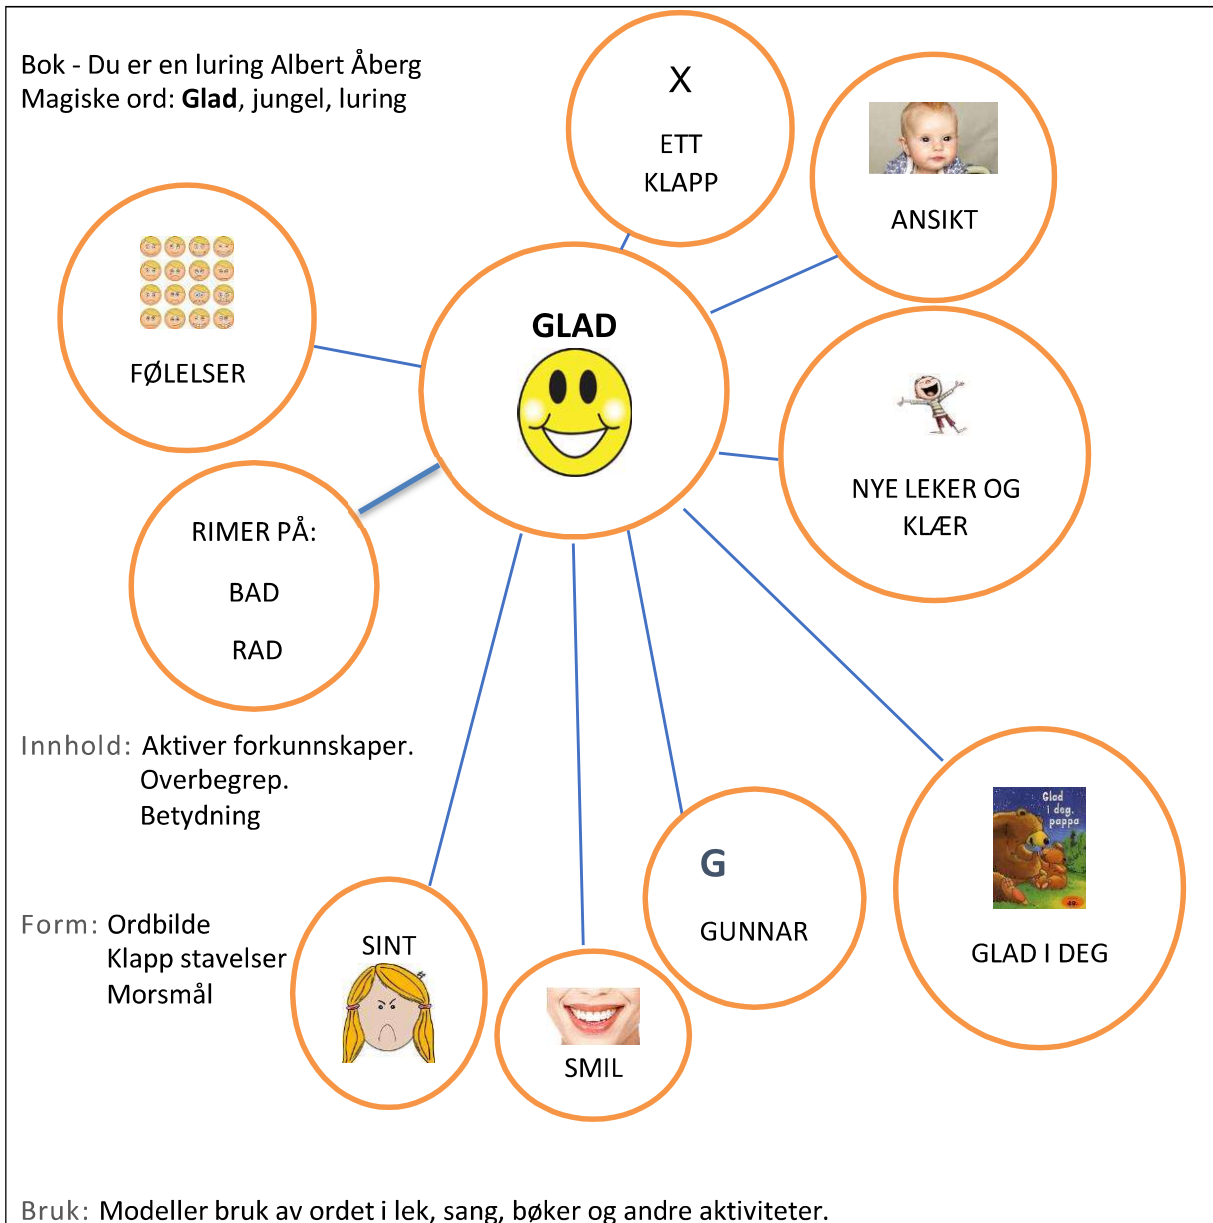 Bok - Du er en luring Albert Åberg
Magiske ord: Glad, jungel, luring
X
ETT
KLAPP
ANSIKT
FØLELSER
GLAD
NYE LEKER OG
KLÆR
RIMER PÅ:
BAD
RAD
Innhold: Aktiver forkunnskaper.
Overbegrep.
Betydning
Glad
i deg,
pappa
G
GUNNAR
GLAD I DEG
Form: Ordbilde
Klapp stavelser
Morsmål
SINT
SMIL
Bruk: Modeller bruk av ordet i lek, sang, bøker og andre aktiviteter.